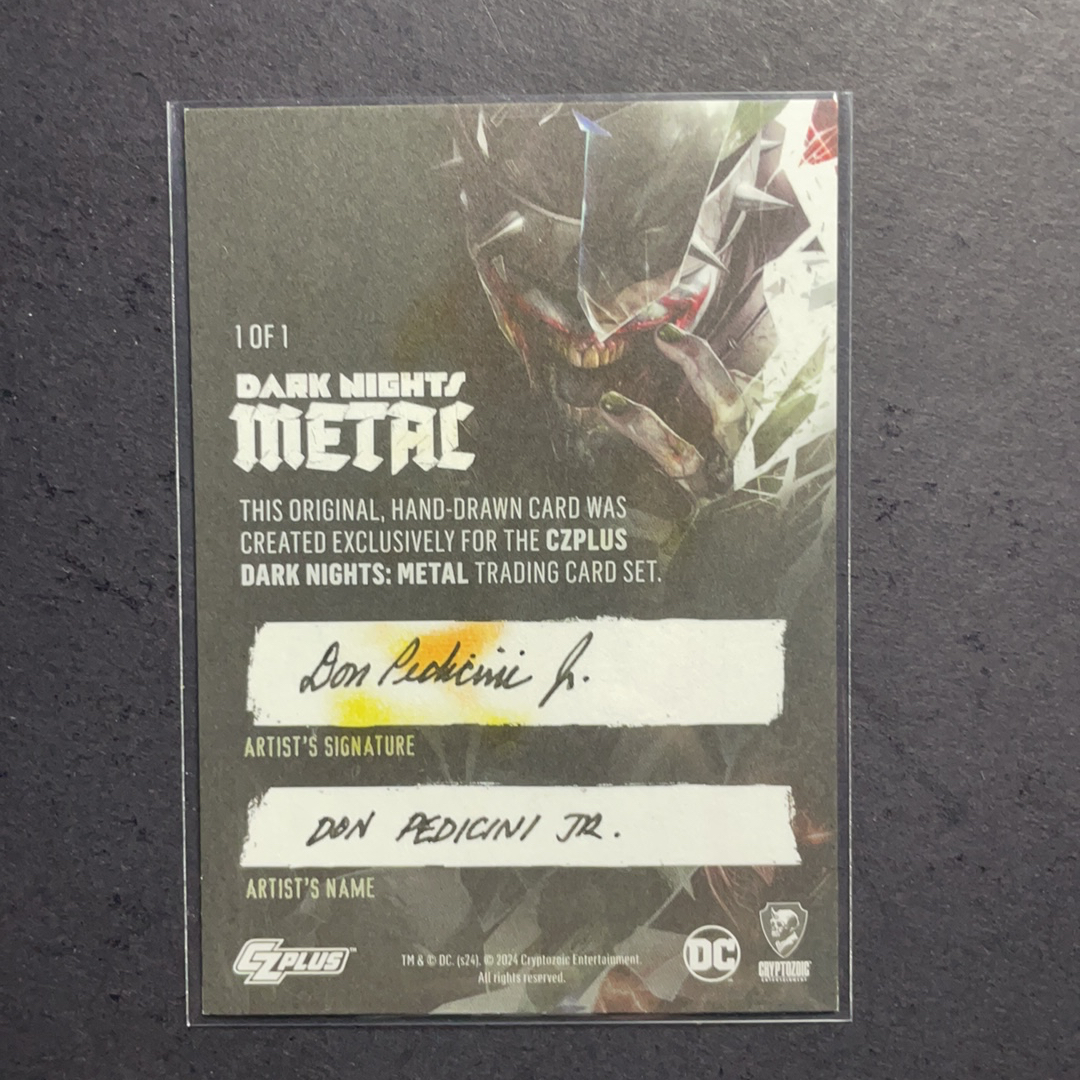 1 OF 1
DARK NIGHTS
METAL
THIS ORIGINAL, HAND-DRAWN CARD WAS
CREATED EXCLUSIVELY FOR THE CZPLUS
DARK NIGHTS: METAL TRADING CARD SET.
Don Pedicini Jr.
ARTIST'S SIGNATURE
DON PEDICINI JR.
ARTIST'S NAME
CZPLUS™
TM & © DC. (s24). © 2024 Cryptozoic Entertainment.
All rights reserved.
DC
CRYPTOZOIC
ENTERTAINMENT